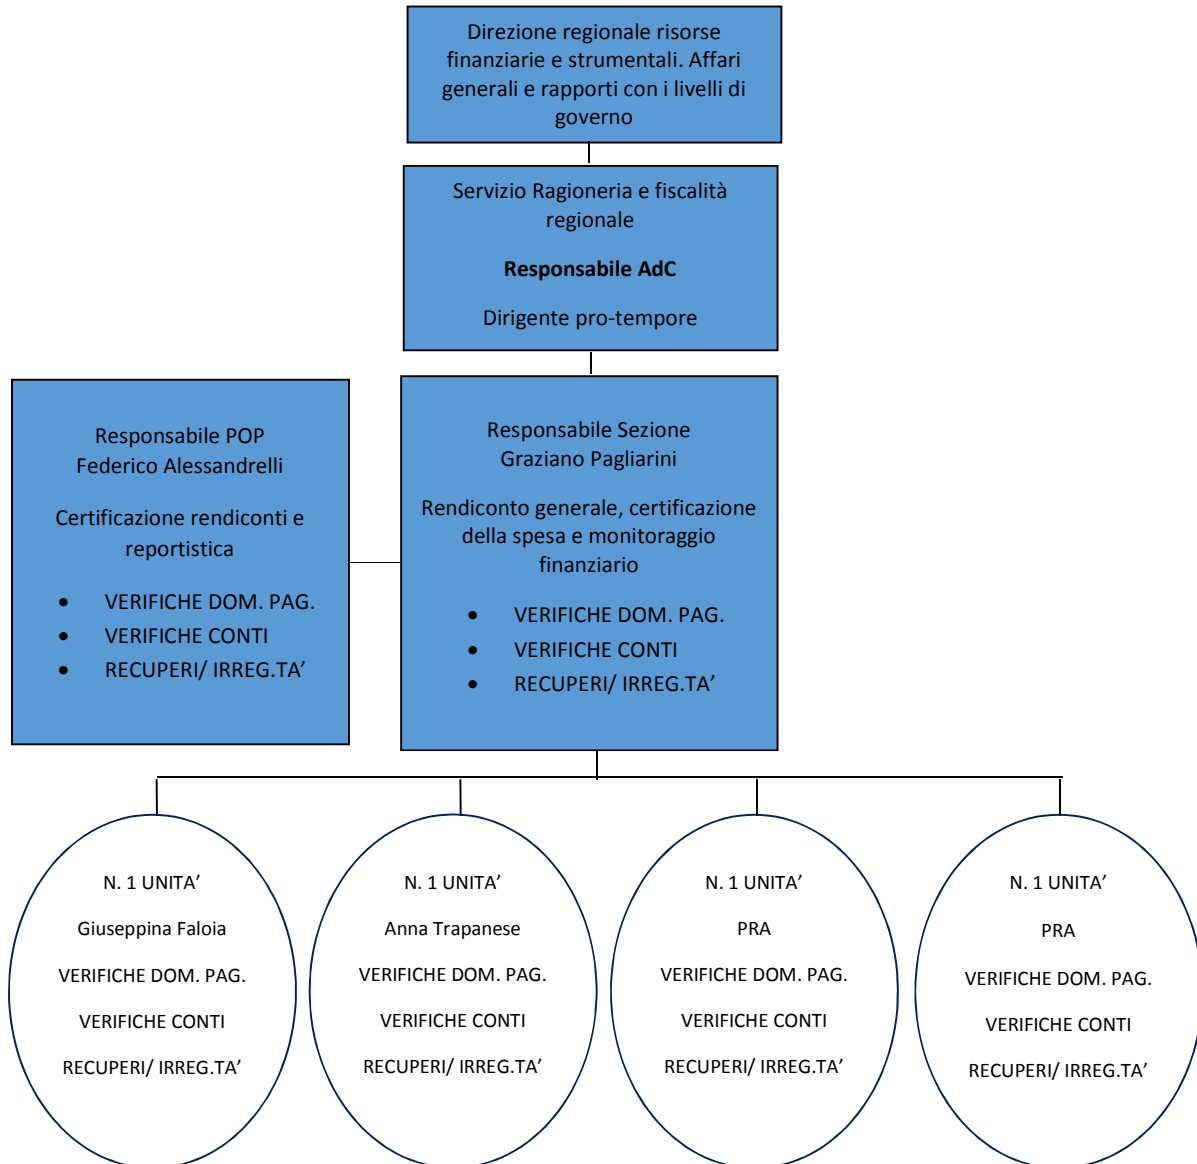 Direzione regionale risorse
finanziarie e strumentali. Affari
generali e rapporti con i livelli di
governo
Servizio Ragioneria e fiscalità
regionale
Responsabile AdC
Dirigente pro-tempore
Responsabile POP
Federico Alessandrelli
Certificazione rendiconti e
reportistica
• VERIFICHE DOM. PAG.
• VERIFICHE CONTI
• RECUPERI/ IRREG.TA’
Responsabile Sezione
Graziano Pagliarini
Rendiconto generale, certificazione
della spesa e monitoraggio
finanziario
• VERIFICHE DOM. PAG.
• VERIFICHE CONTI
• RECUPERI/ IRREG.TA’
N. 1 UNITA’
Giuseppina Faloia
VERIFICHE DOM. PAG.
VERIFICHE CONTI
RECUPERI/ IRREG.TA’
N. 1 UNITA’
Anna Trapanese
VERIFICHE DOM. PAG.
VERIFICHE CONTI
RECUPERI/ IRREG.TA’
N. 1 UNITA’
PRA
VERIFICHE DOM. PAG.
VERIFICHE CONTI
RECUPERI/ IRREG.TA’
N. 1 UNITA’
PRA
VERIFICHE DOM. PAG.
VERIFICHE CONTI
RECUPERI/ IRREG.TA’